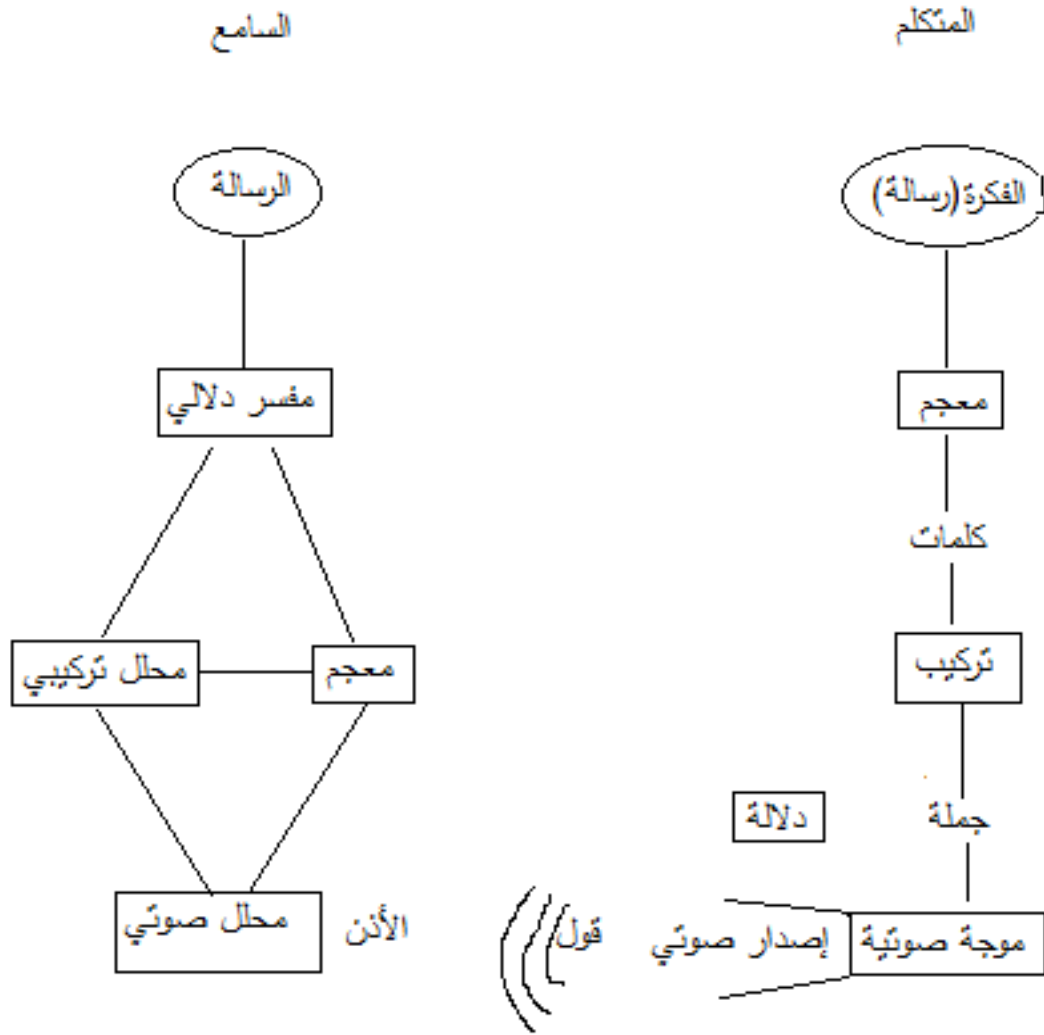 المتكلم
السامع
الفكرة(رسالة)
الرسالة
معجم
مفسر دلالي
كلمات
تركيب
معجم
محلل تركيبي
جملة
دلالة
موجة صوتية
إصدار صوتي
قول
الأذن
محلل صوتي